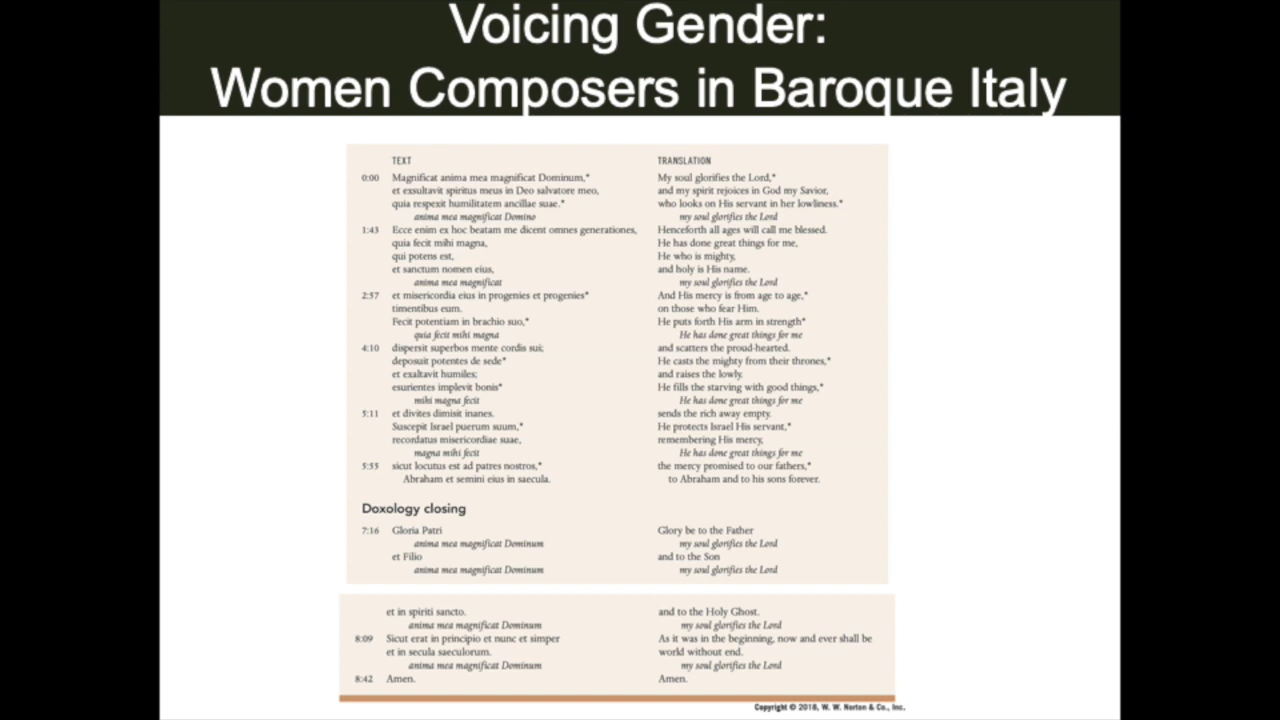 Voicing Gender:
Women Composers in Baroque Italy
TEXT TRANSLATION
0:00 Magnificat anima mea magnificat Dominum,* My soul glorifies the Lord,*
et exsultavit spiritus meus in Deo salvatore meo, and my spirit rejoices in God my Savior,
quia respexit humilitatem ancillae suae.* who looks on His servant in her lowliness.*
anima mea magnificat Domino my soul glorifies the Lord
1:43 Ecce enim ex hoc beatam me dicent omnes generationes, Henceforth all ages will call me blessed.
quia fecit mihi magna, He has done great things for me,
qui potens est, He who is mighty,
et sanctum nomen eius, and holy is His name.
anima mea magnificat my soul glorifies the Lord
2:57 et misericordia eius in progenies et progenies* And His mercy is from age to age,*
timentibus eum. on those who fear Him.
Fecit potentiam in brachio suo,* He puts forth His arm in strength*
quia fecit mihi magna He has done great things for me
4:10 dispersit superbos mente cordis sui; and scatters the proud-hearted.
deposuit potentes de sede* He casts the mighty from their thrones,*
et exaltavit humiles; and raises the lowly.
esurientes implevit bonis* He fills the starving with good things,*
mihi magna fecit He has done great things for me
5:11 et divites dimisit inanes. sends the rich away empty.
Suscepit Israel puerum suum,* He protects Israel His servant,*
recordatus misericordiae suae, remembering His mercy,
magna mihi fecit He has done great things for me
5:55 sicut locutus est ad patres nostros,* the mercy promised to our fathers,*
Abraham et semini eius in saecula. to Abraham and to his sons forever.
Doxology closing
7:16 Gloria Patri Glory be to the Father
anima mea magnificat Dominum my soul glorifies the Lord
et Filio and to the Son
anima mea magnificat Dominum my soul glorifies the Lord
et in spiriti sancto. and to the Holy Ghost.
anima mea magnificat Dominum my soul glorifies the Lord
8:09 Sicut erat in principio et nunc et simper As it was in the beginning, now and ever shall be
et in secula saeculorum. world without end.
anima mea magnificat Dominum my soul glorifies the Lord
8:42 Amen. Amen.
Copyright © 2018, W. W. Norton & Co., Inc.